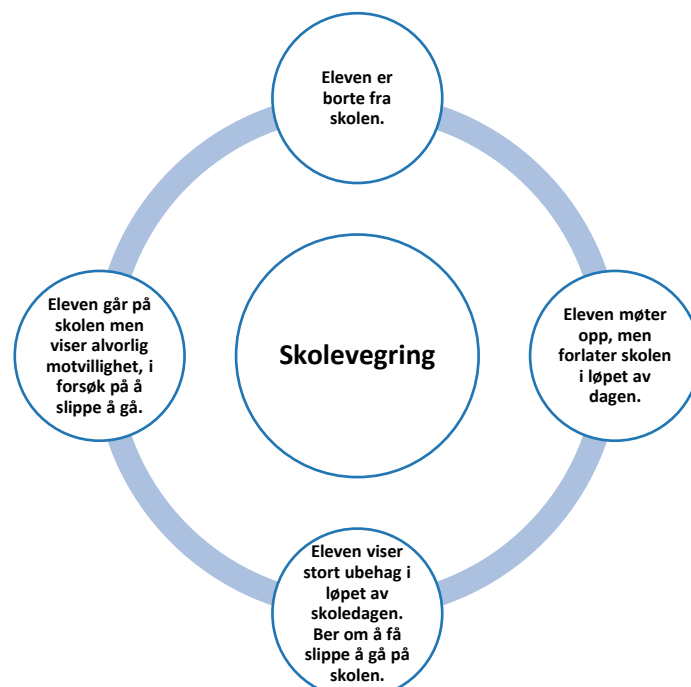 Eleven er
borte fra
skolen.
Eleven går på
skolen men
viser alvorlig
motvillighet, i
forsøk på å
slippe å gå.
Skolevegring
Eleven møter
opp, men
forlater skolen
i løpet av
dagen.
Eleven viser
stort ubehag i
løpet av
skoledagen.
Ber om å få
slippe å gå på
skolen.